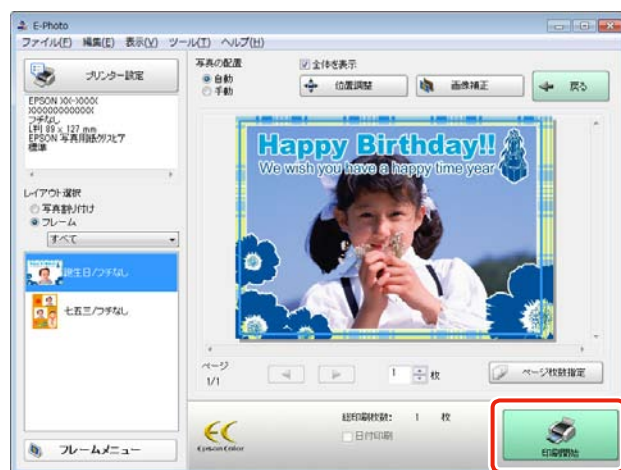 E-Photo
ファイル(F) 編集(E) 表示(V) ツール(T) ヘルプ(H)
プリンター設定
EPSON XX-XXXX
XXXXXXXXXXXX
フチなし
L判 89 x 127 mm
EPSON 写真用紙クリスピア
標準
レイアウト選択
写真割り付け
フレーム
すべて
誕生日/フチなし
七五三/フチなし
フレームメニュー
写真の配置
自動
手動
全体を表示
位置調整
画像補正
戻る
Happy Birthday!!
We wish you have a happy time year
ページ
1/1
1 枚
ページ枚数指定
Epson Color
総印刷枚数: 1 枚
日付印刷
印刷開始